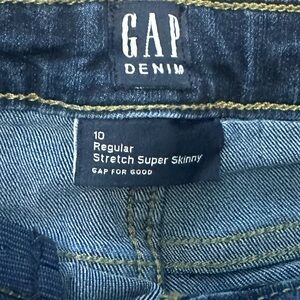 GAP
DENIM
10
Regular
Stretch Super Skinny
GAP FOR GOOD